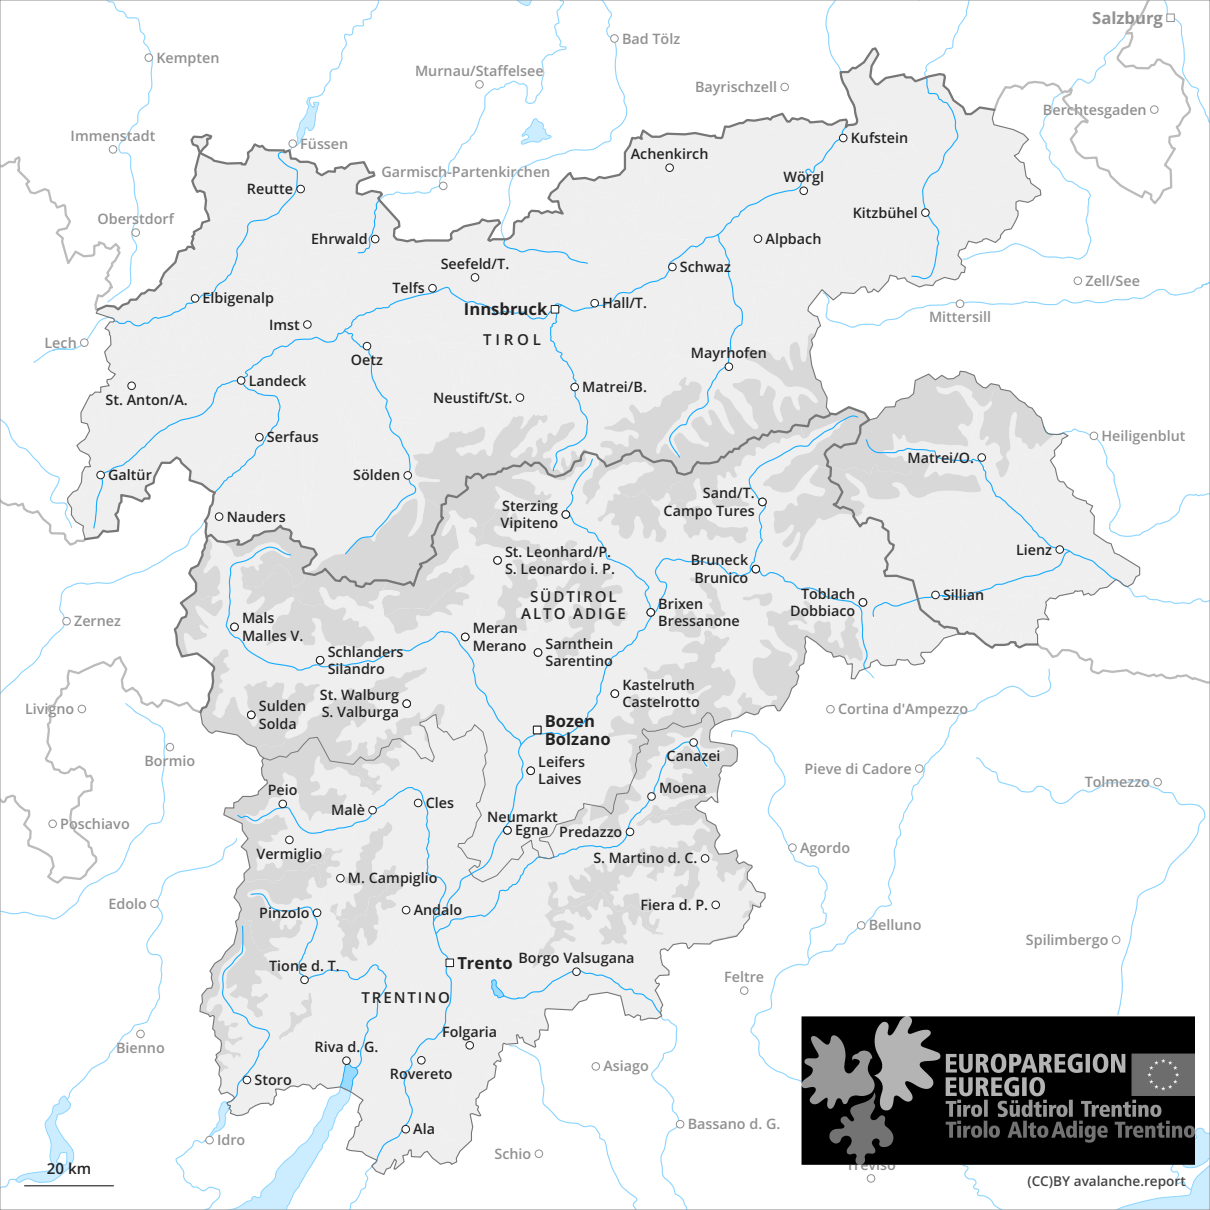 Salzburg
Bad Tölz
Kempten
Murnau/Staffelsee
Bayrischzell
Berchtesgaden
Immenstadt
Füssen
Kufstein
Achenkirch
Garmisch-Partenkirchen
Wörgl
Reutte
Kitzbühel
Oberstdorf
Ehrwald
Alpbach
Seefeld/T.
Schwaz
Zell/See
Telfs
Elbigenalp
Hall/T.
Innsbruck
Mittersill
Imst
TIROL
Lech
Oetz
Mayrhofen
Landeck
Matrei/B.
St. Anton/A.
Neustift/St.
Serfaus
Heiligenblut
Matrei/O.
Galtür
Sölden
Sand/T.
Campo Tures
Sterzing
Vipiteno
Nauders
Lienz
St. Leonhard/P.
S. Leonardo i. P.
Bruneck
Brunico
SÜDTIROL
ALTO ADIGE
Toblach
Dobbiaco
Sillian
Brixen
Bressanone
Zernez
Mals
Malles V.
Meran
Merano
Sarnthein
Sarentino
Schlanders
Silandro
Kastelruth
Castelrotto
St. Walburg
S. Valburga
Livigno
Sulden
Solda
Cortina d'Ampezzo
Bozen
Bolzano
Bormio
Canazei
Leifers
Laives
Pieve di Cadore
Tolmezzo
Peio
Moena
Malè
Cles
Neumarkt
Egna
Predazzo
Poschiavo
Vermiglio
Agordo
S. Martino d. C.
M. Campiglio
Edolo
Pinzolo
Andalo
Fiera d. P.
Belluno
Spilimbergo
Trento
Borgo Valsugana
Tione d. T.
Feltre
TRENTINO
Folgaria
Bienno
Riva d. G.
Rovereto
Asiago
Storo
EUROPAREGION
EUREGIO
Tirol Südtirol Trentino
Tirolo Alto Adige Trentino
Ala
Bassano d. G.
Idro
Schio
Treviso
20 km
(CC)BY avalanche.report